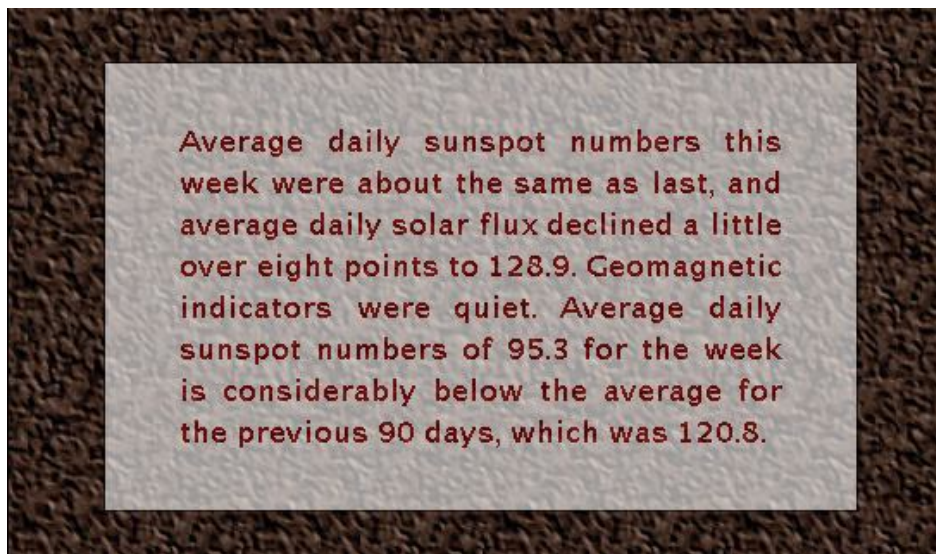 Average daily sunspot numbers this
week were about the same as last, and
average daily solar flux declined a little
over eight points to 128.9. Geomagnetic
indicators were quiet. Average daily
sunspot numbers of 95.3 for the week
is considerably below the average for
the previous 90 days, which was 120.8.